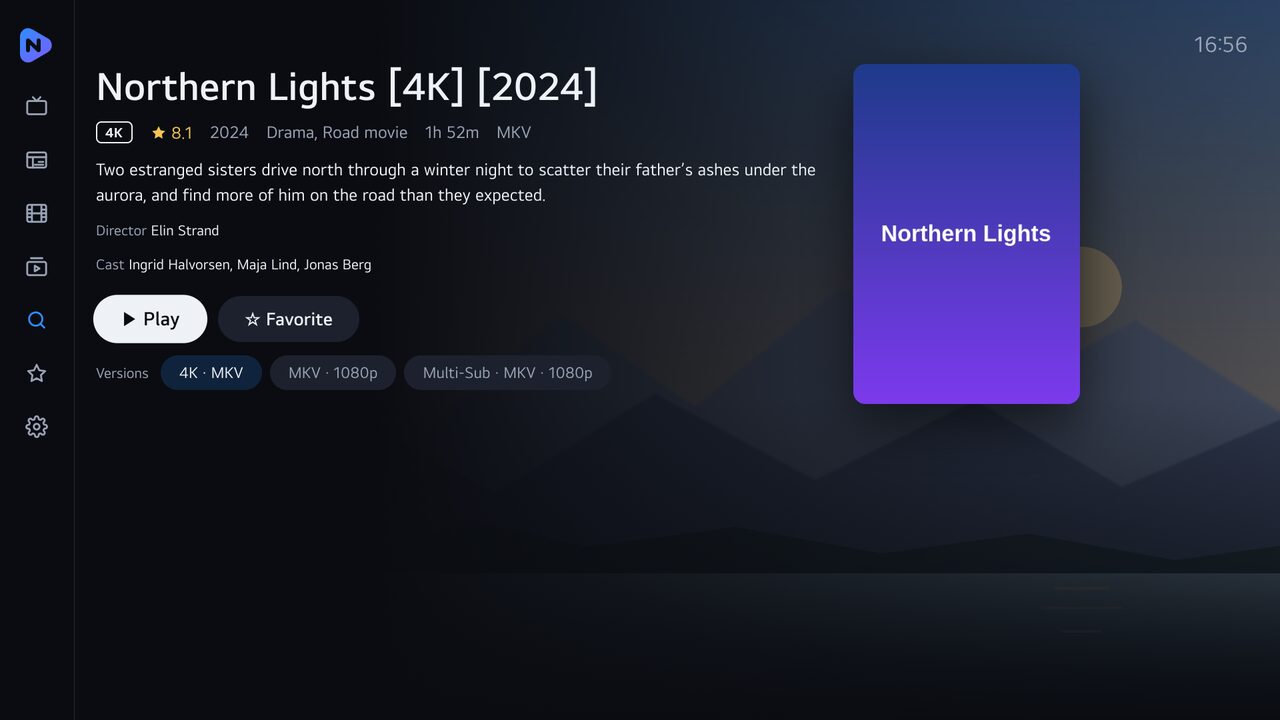 N
16:56
Northern Lights [4K] [2024]
4K ★ 8.1 2024 Drama, Road movie 1h 52m MKV
Two estranged sisters drive north through a winter night to scatter their father’s ashes under the
aurora, and find more of him on the road than they expected.
Director Elin Strand
Cast Ingrid Halvorsen, Maja Lind, Jonas Berg
▶ Play ☆ Favorite
Versions 4K · MKV MKV · 1080p Multi-Sub · MKV · 1080p
Northern Lights